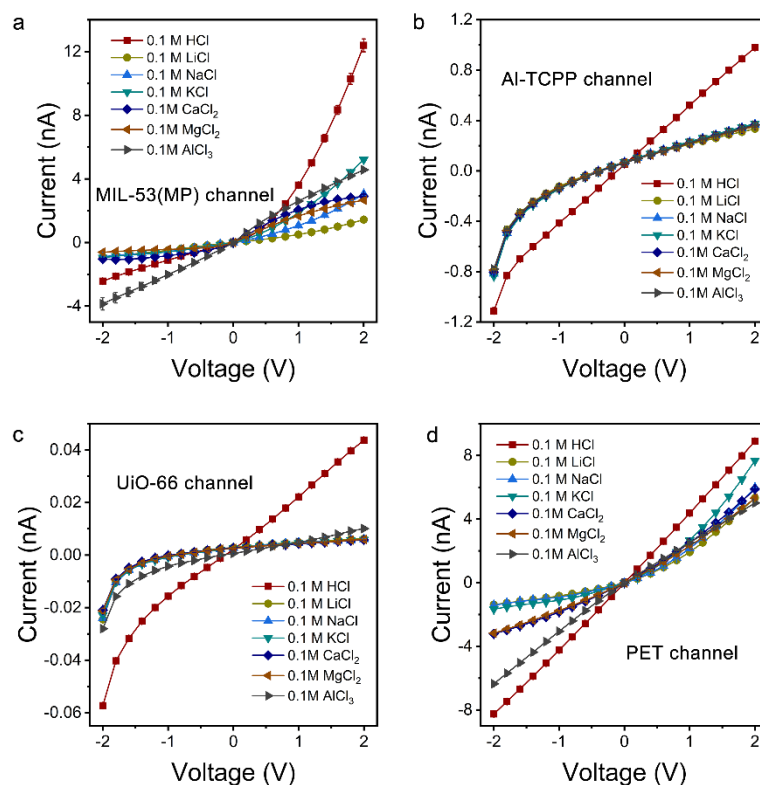 a
12
8
4
0
-4
Current (nA)
0.1 M HCl
0.1 M LiCl
0.1 M NaCl
0.1 M KCl
0.1M CaCl₂
0.1M MgCl₂
0.1M AlCl₃
MIL-53(MP) channel
-2 -1 0 1 2
Voltage (V)
b
1.2
0.8
0.4
0.0
-0.4
-0.8
-1.2
Current (nA)
Al-TCPP channel
0.1 M HCl
0.1 M LiCl
0.1 M NaCl
0.1 M KCl
0.1M CaCl₂
0.1M MgCl₂
0.1M AlCl₃
-2 -1 0 1 2
Voltage (V)
c
0.04
0.02
0.00
-0.02
-0.04
-0.06
Current (nA)
UiO-66 channel
0.1 M HCl
0.1 M LiCl
0.1 M NaCl
0.1 M KCl
0.1M CaCl₂
0.1M MgCl₂
0.1M AlCl₃
-2 -1 0 1 2
Voltage (V)
d
8
4
0
-4
-8
Current (nA)
0.1 M HCl
0.1 M LiCl
0.1 M NaCl
0.1 M KCl
0.1M CaCl₂
0.1M MgCl₂
0.1M AlCl₃
PET channel
-2 -1 0 1 2
Voltage (V)